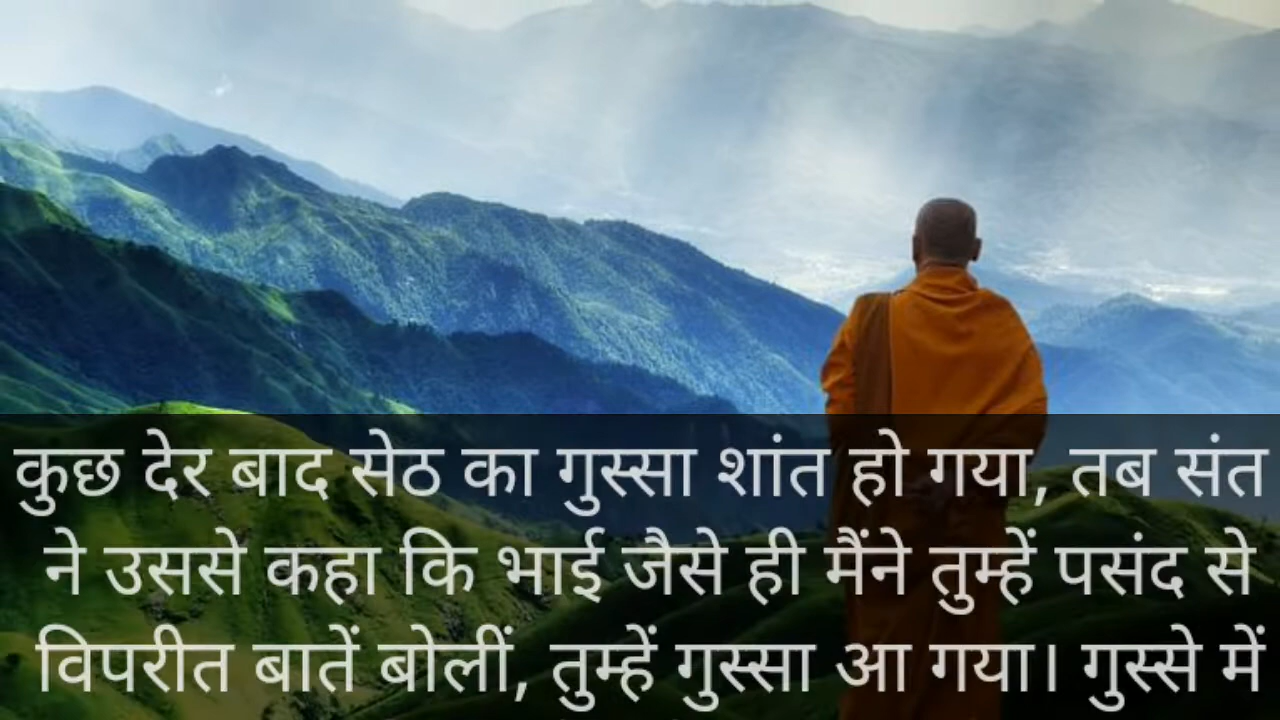 कुछ देर बाद सेठ का गुस्सा शांत हो गया, तब संत
ने उससे कहा कि भाई जैसे ही मैंने तुम्हें पसंद से
विपरीत बातें बोलीं, तुम्हें गुस्सा आ गया। गुस्से में